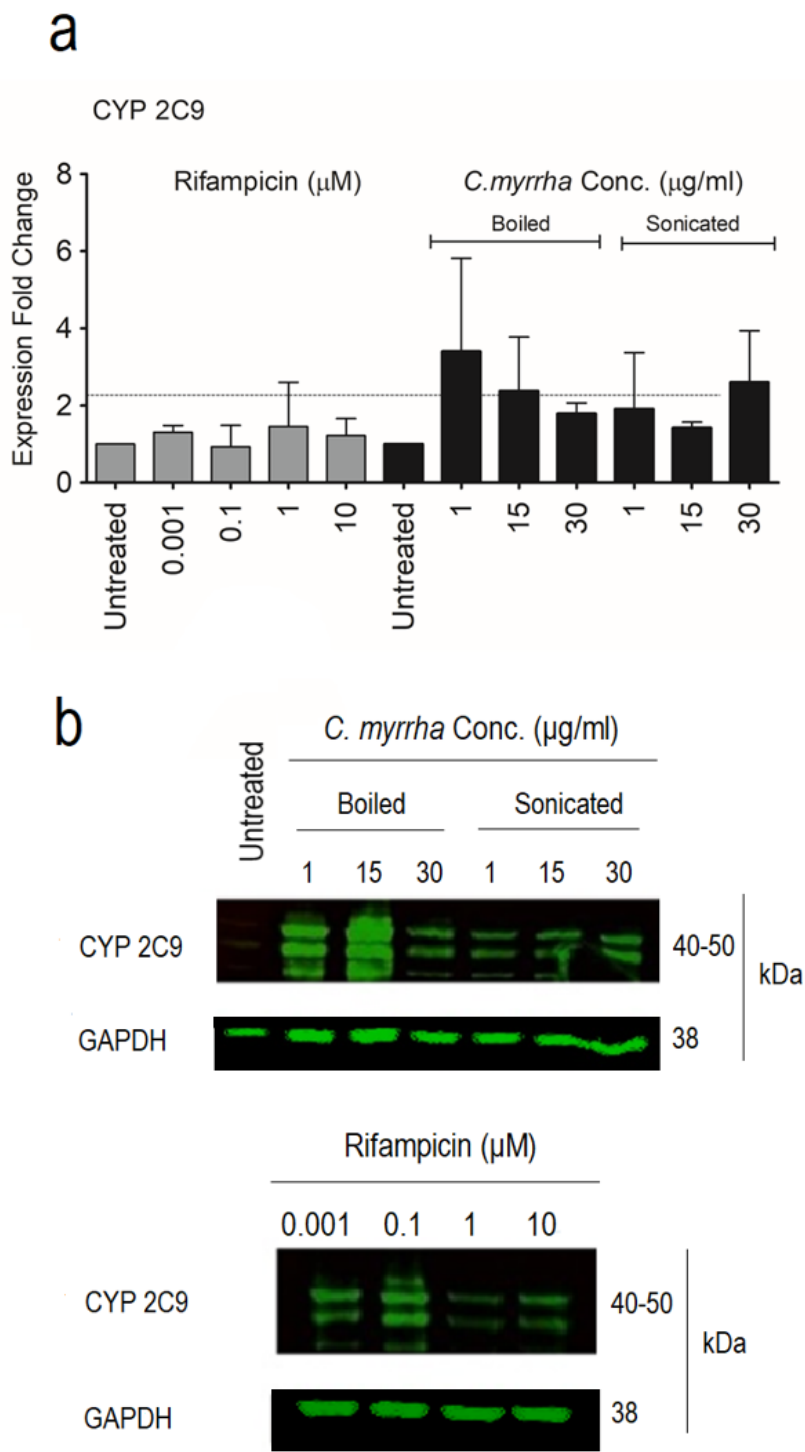 a
CYP 2C9
Rifampicin (μM)
C.myrrha Conc. (μg/ml)
Boiled
Sonicated
Expression Fold Change
8
6
4
2
0
Untreated
0.001
0.1
1
10
Untreated
1
15
30
1
15
30
b
C. myrrha Conc. (μg/ml)
Untreated
Boiled
Sonicated
1 15 30 1 15 30
CYP 2C9
40-50
kDa
GAPDH
38
Rifampicin (μM)
0.001 0.1 1 10
CYP 2C9
40-50
kDa
GAPDH
38